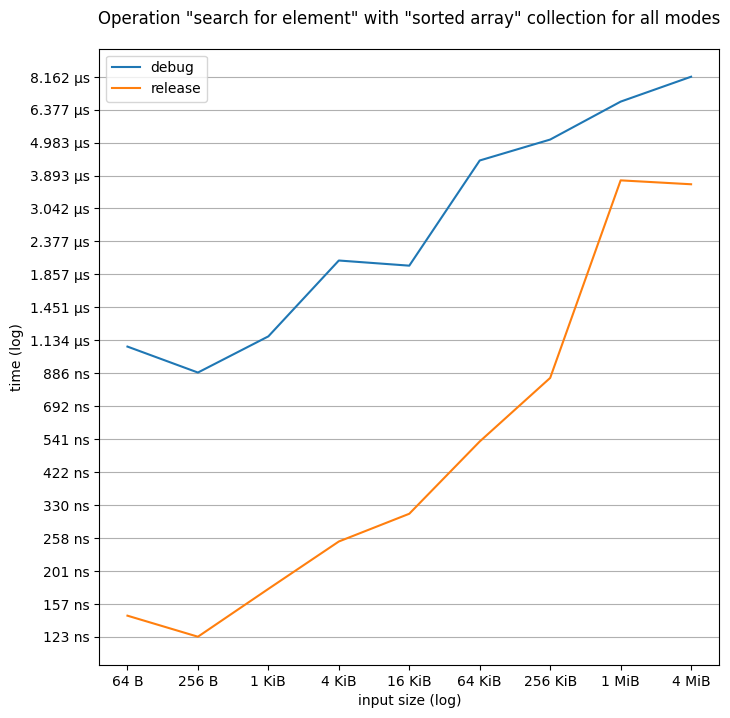 Operation "search for element" with "sorted array" collection for all modes
debug
release
8.162 µs
6.377 µs
4.983 µs
3.893 µs
3.042 µs
2.377 µs
1.857 µs
1.451 µs
1.134 µs
886 ns
692 ns
541 ns
422 ns
330 ns
258 ns
201 ns
157 ns
123 ns
time (log)
64 B 256 B 1 KiB 4 KiB 16 KiB 64 KiB 256 KiB 1 MiB 4 MiB
input size (log)